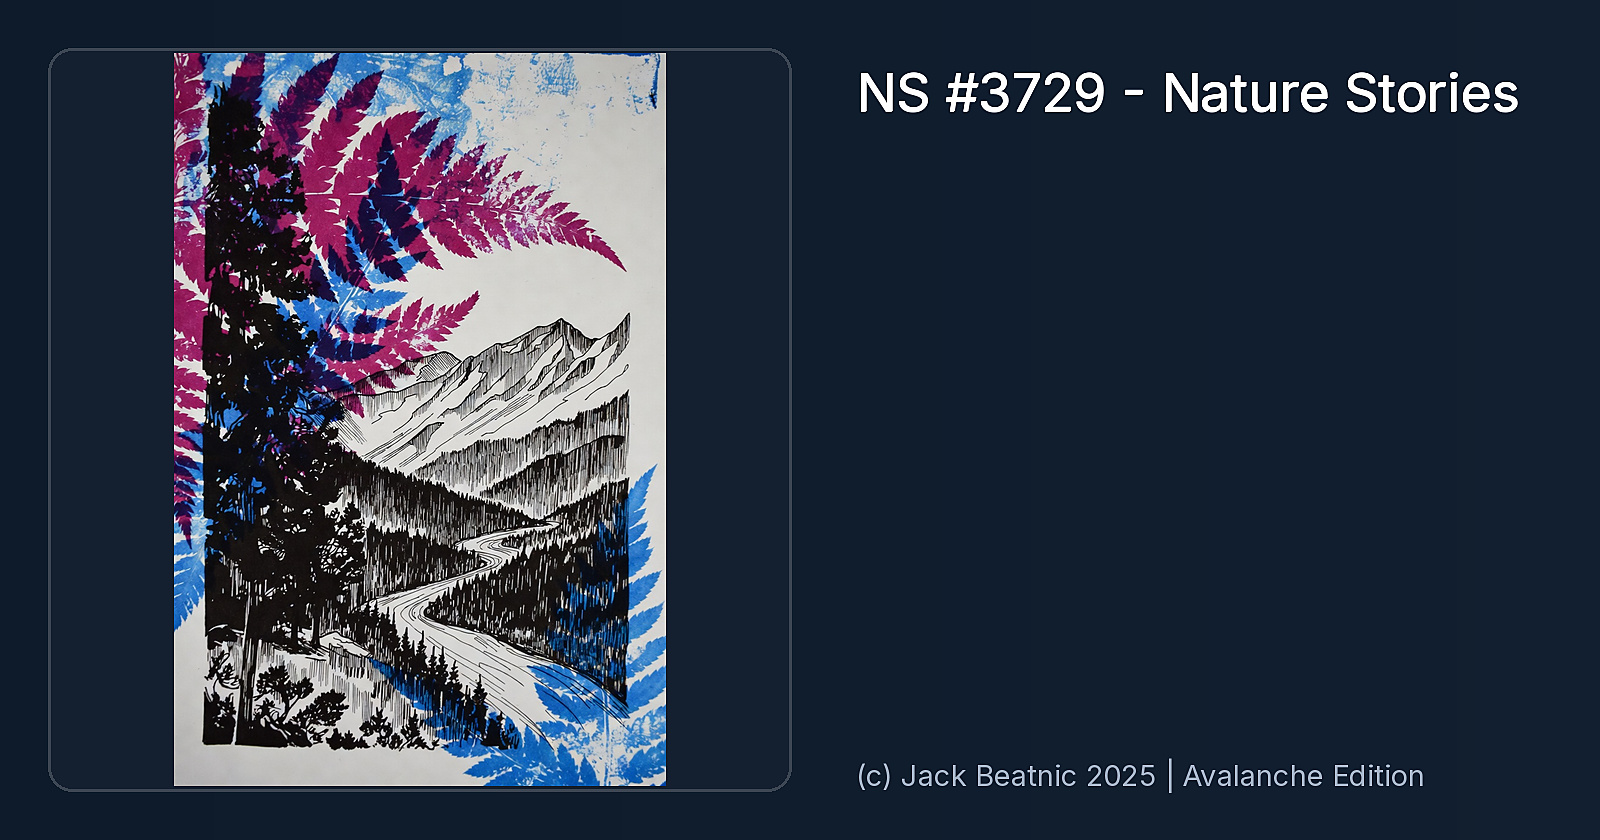 NS #3729 - Nature Stories
(c) Jack Beatnic 2025 | Avalanche Edition